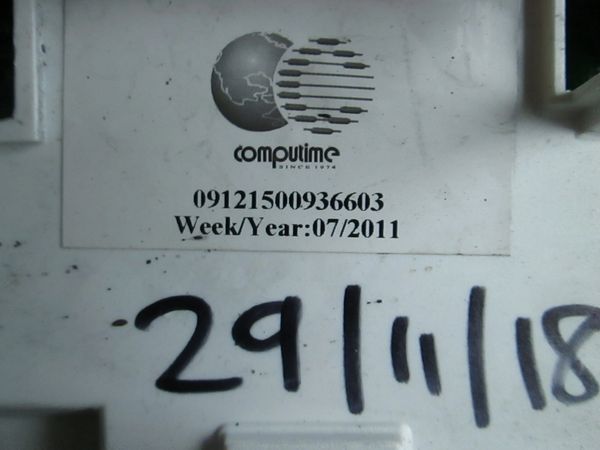 computime
SINCE 1974
09121500936603
Week/Year:07/2011
29/11/18